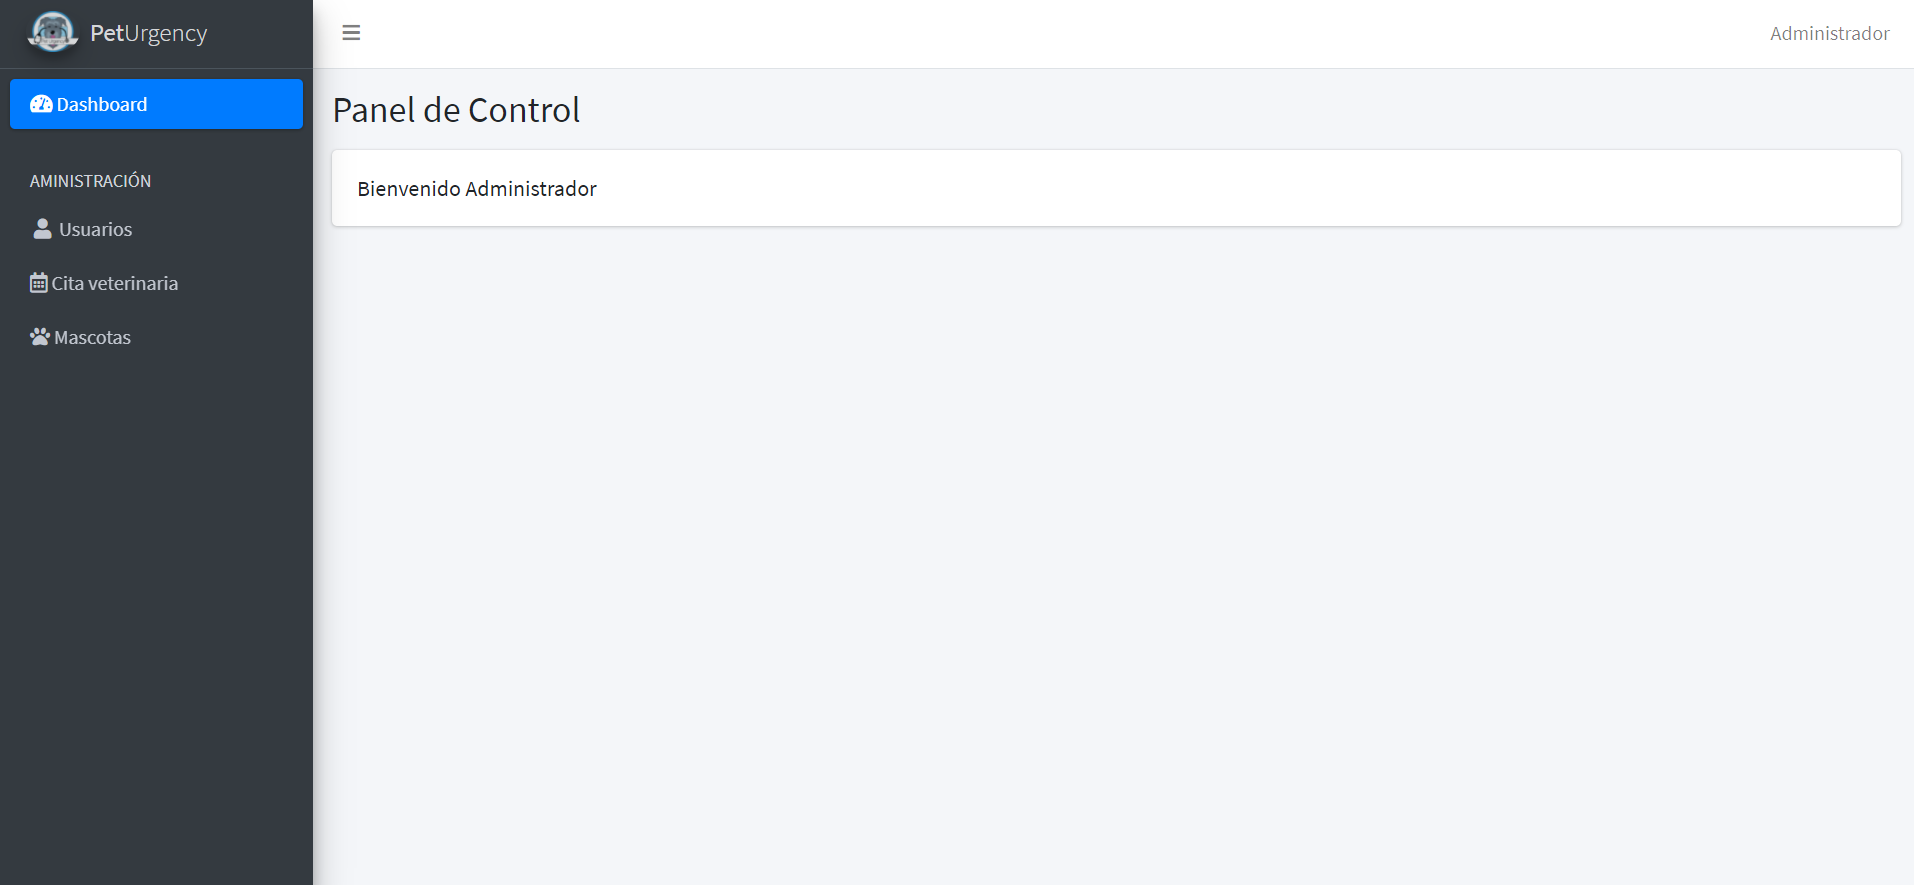 PetUrgency
Administrador
Dashboard
Panel de Control
Bienvenido Administrador
AMINISTRACIÓN
Usuarios
Cita veterinaria
Mascotas